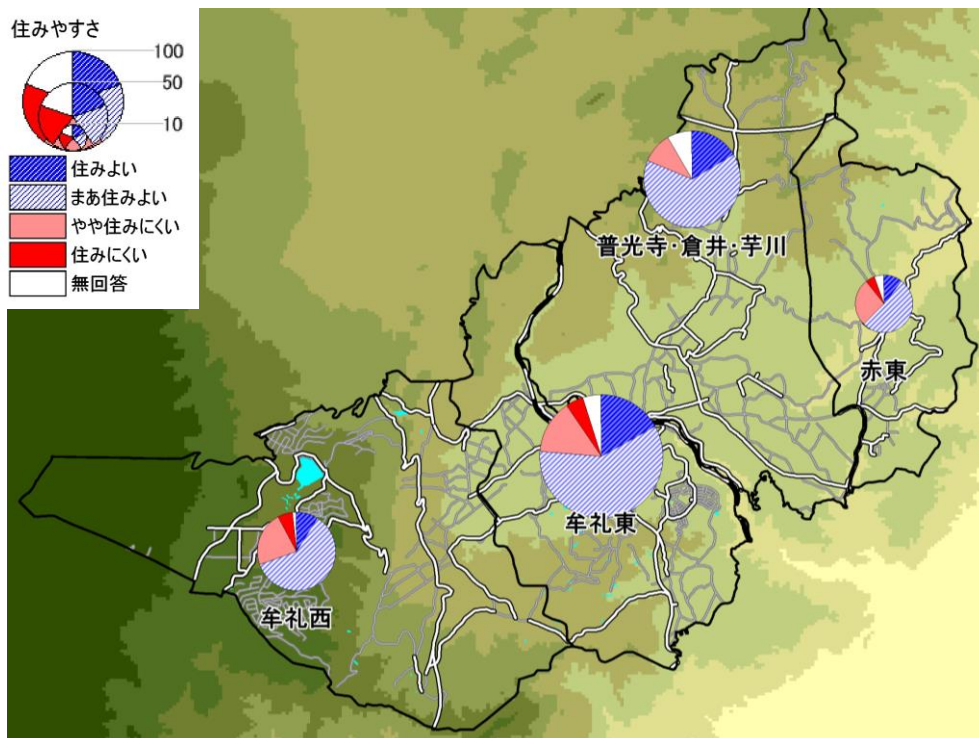 住みやすさ
100
50
10
住みよい
まあ住みよい
やや住みにくい
住みにくい
無回答
普光寺･倉井･芋川
赤東
牟礼東
牟礼西